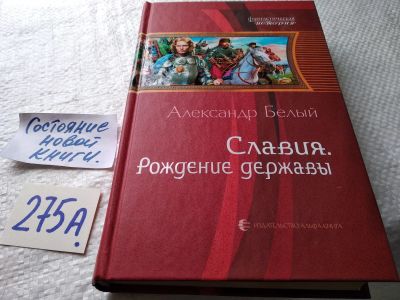 Фантастическая
история
Александр Белый
Славия.
Рождение державы
ИЗДАТЕЛЬСТВО АЛЬФА-КНИГА
Состояние
новой
книги.
275А